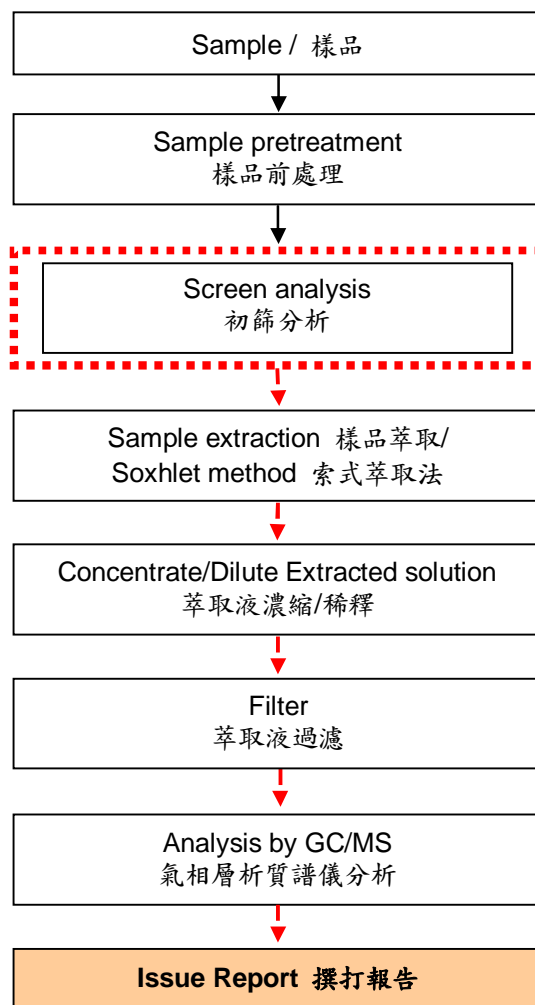 Sample / 樣品
Sample pretreatment
樣品前處理
Screen analysis
初篩分析
Sample extraction 樣品萃取/
Soxhlet method 索式萃取法
Concentrate/Dilute Extracted solution
萃取液濃縮/稀釋
Filter
萃取液過濾
Analysis by GC/MS
氣相層析質譜儀分析
Issue Report 撰打報告